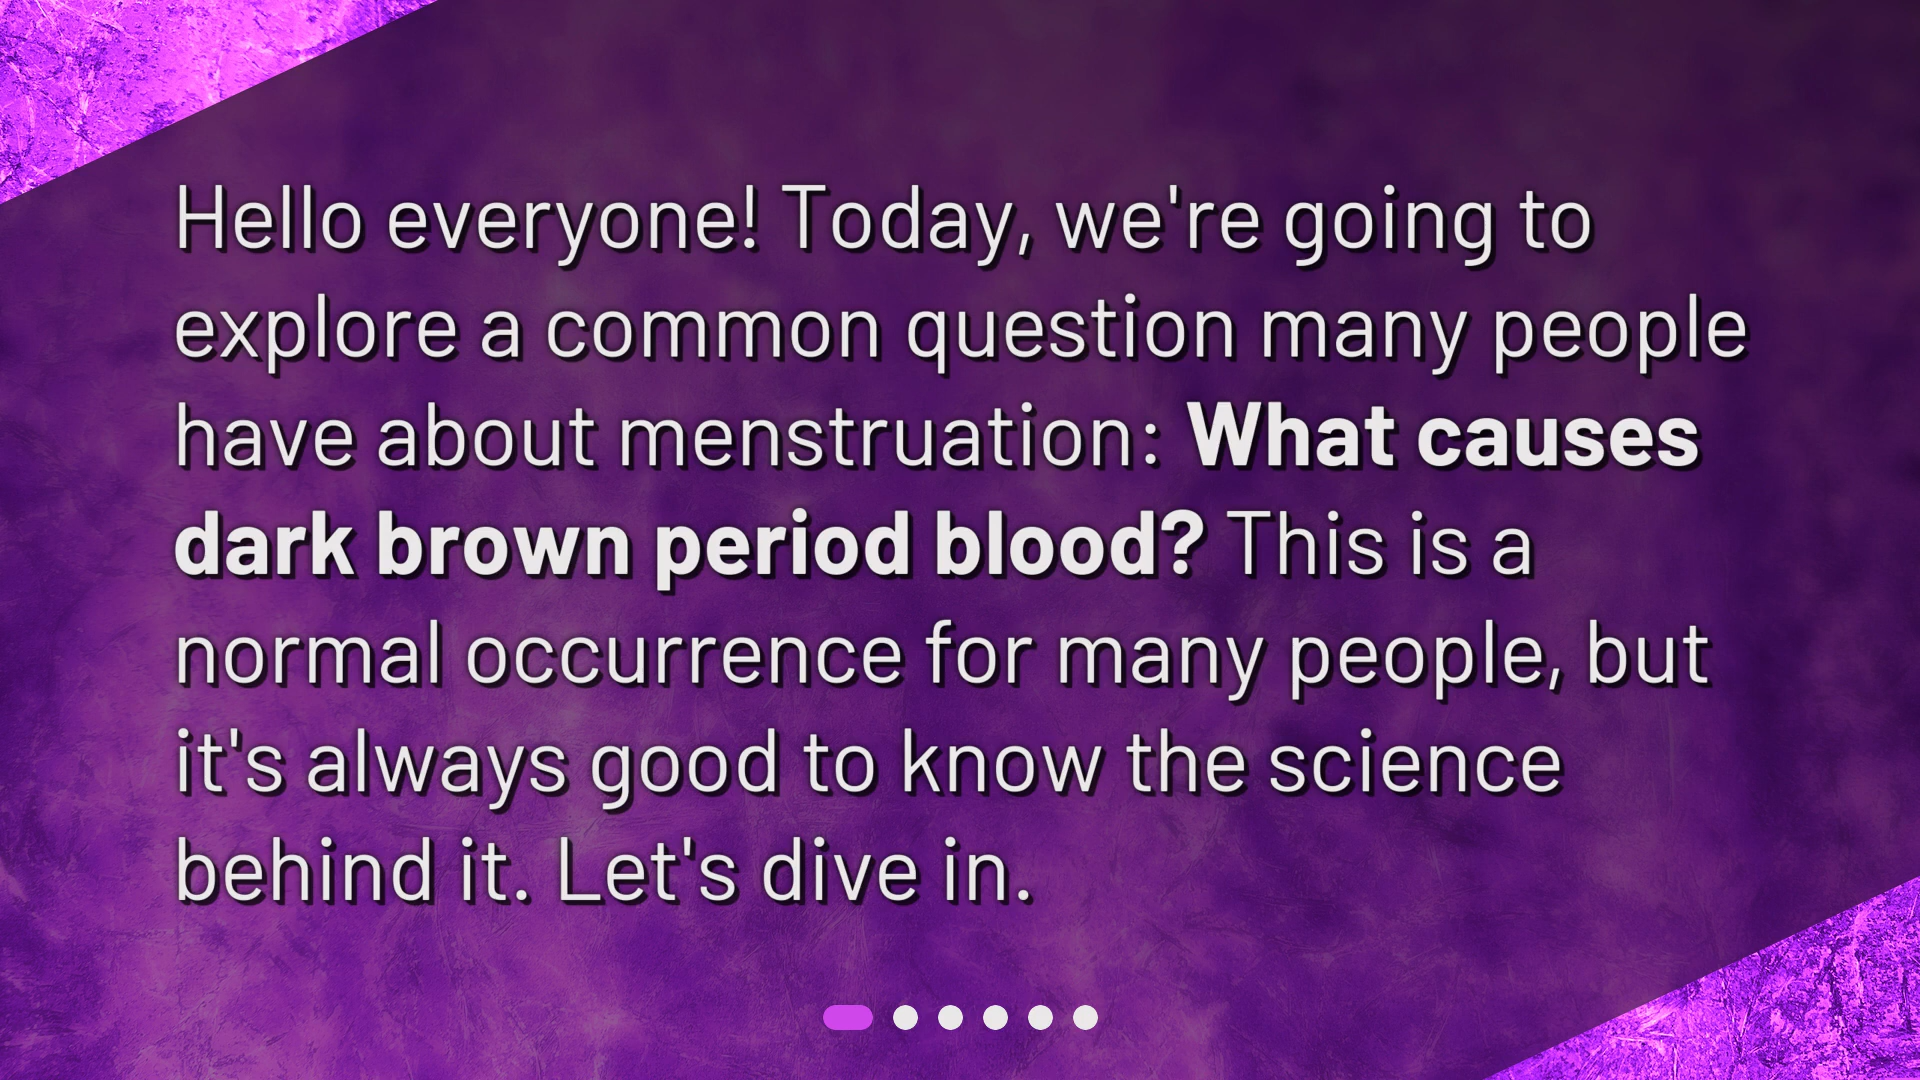 Hello everyone! Today, we're going to
explore a common question many people
have about menstruation: What causes
dark brown period blood? This is a
normal occurrence for many people, but
it's always good to know the science
behind it. Let's dive in.